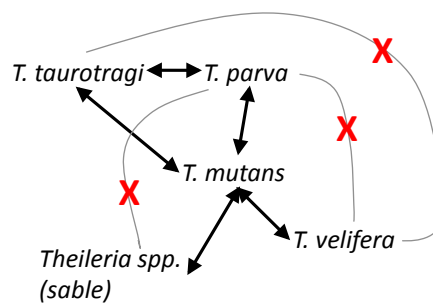 X
T. taurotragi
T. parva
X
T. mutans
X
T. velifera
Theileria spp.
(sable)